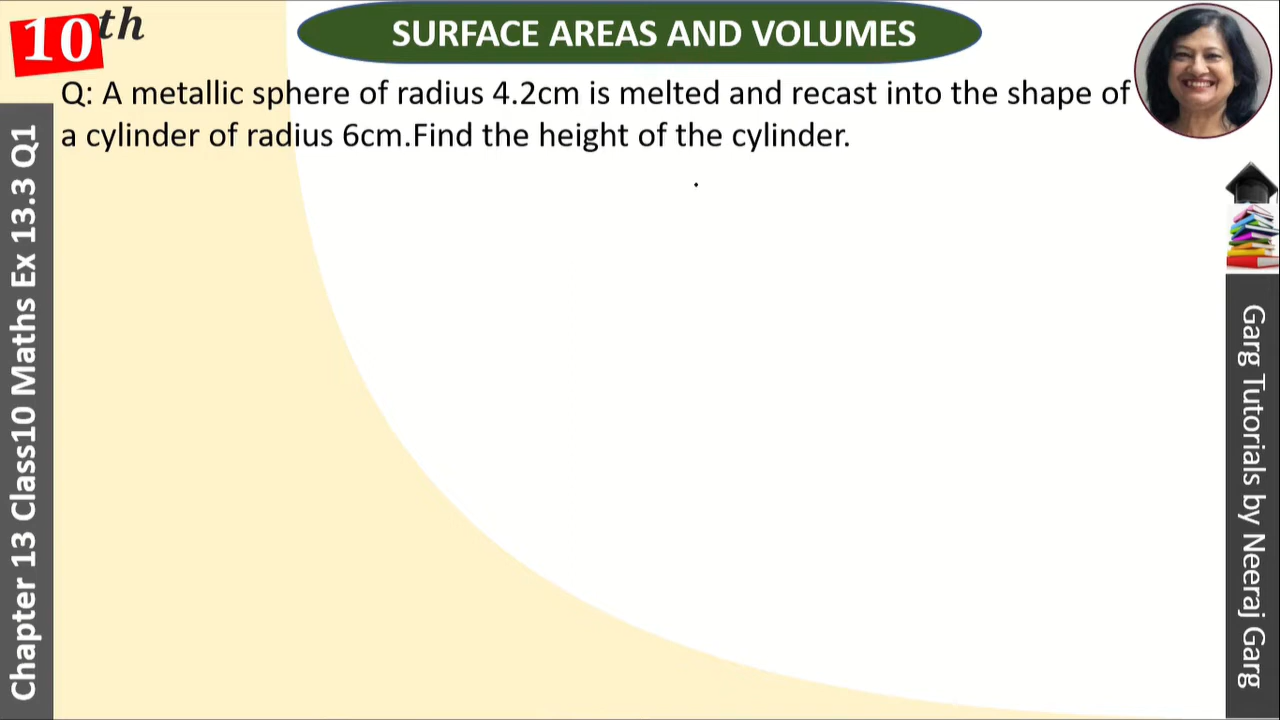 10th
SURFACE AREAS AND VOLUMES
Q: A metallic sphere of radius 4.2cm is melted and recast into the shape of
a cylinder of radius 6cm.Find the height of the cylinder.
Chapter 13 Class10 Maths Ex 13.3 Q1
Garg Tutorials by Neeraj Garg